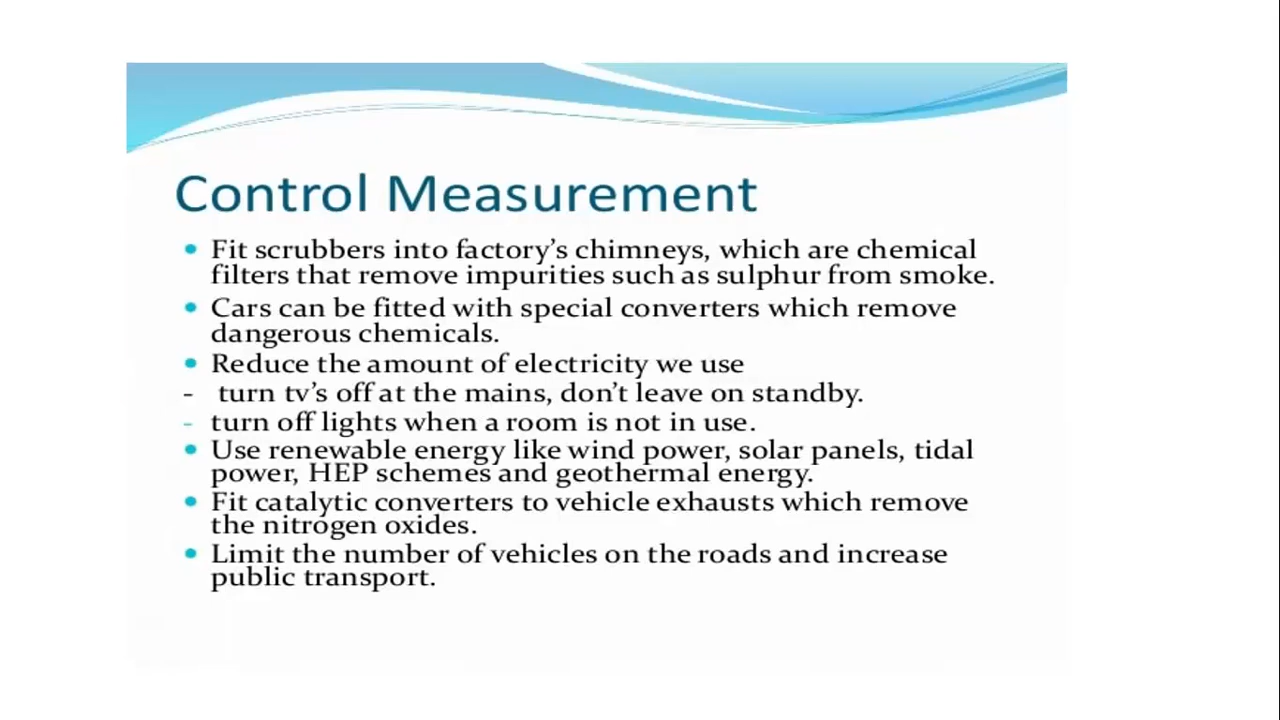 Control Measurement
• Fit scrubbers into factory’s chimneys, which are chemical
filters that remove impurities such as sulphur from smoke.
• Cars can be fitted with special converters which remove
dangerous chemicals.
• Reduce the amount of electricity we use
- turn tv’s off at the mains, don’t leave on standby.
- turn off lights when a room is not in use.
• Use renewable energy like wind power, solar panels, tidal
power, HEP schemes and geothermal energy.
• Fit catalytic converters to vehicle exhausts which remove
the nitrogen oxides.
• Limit the number of vehicles on the roads and increase
public transport.